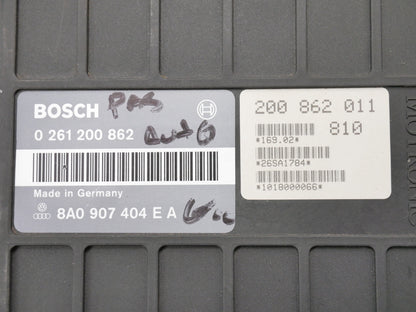 BOSCH
0 261 200 862
Made in Germany
8A0 907 404 E A
200 862 011
810
*169.02*
*26SA1784*
*1018000066*